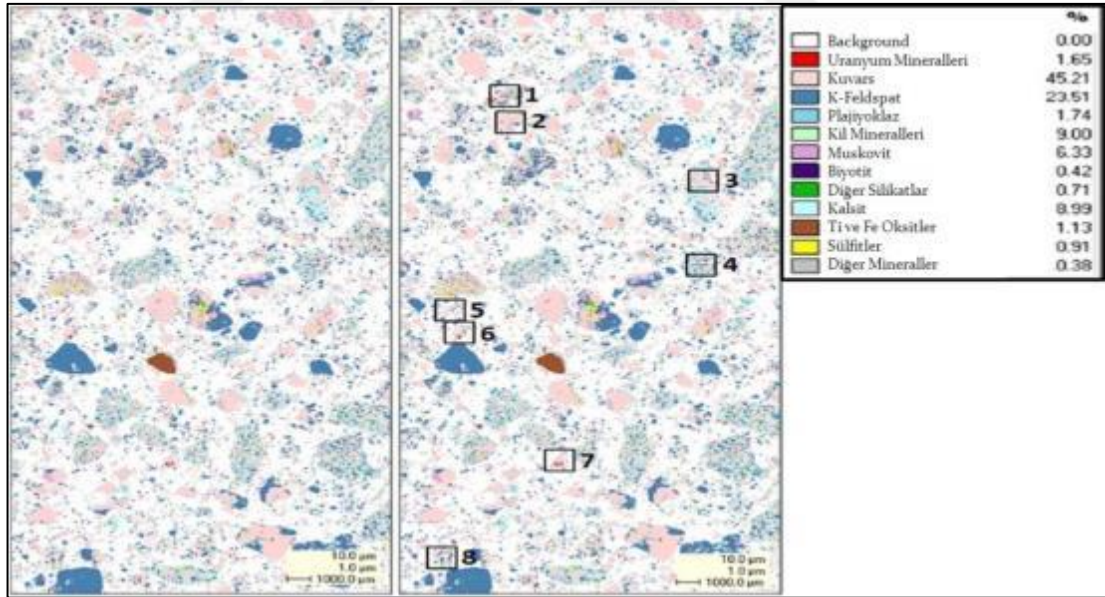 %
Background 0.00
Uranyum Mineralleri 1.65
Kuvars 45.21
K-Feldspat 23.51
Plajiyoklaz 1.74
Kil Mineralleri 9.00
Muskovit 6.33
Biyotit 0.42
Diğer Silikatlar 0.71
Kalsit 8.99
Ti ve Fe Oksitler 1.13
Sülfitler 0.91
Diğer Mineraller 0.38
1
2
3
4
5
6
7
8
10.0 µm
1.0 µm
1000.0 µm
10.0 µm
1.0 µm
1000.0 µm